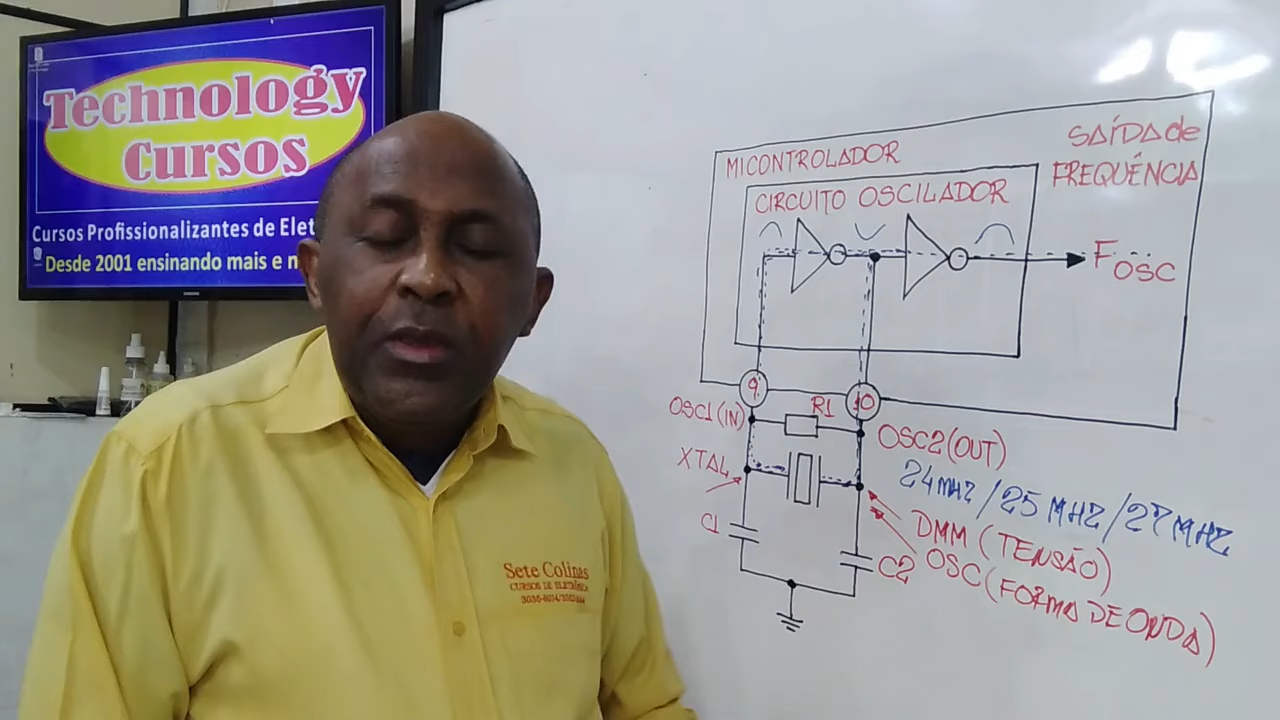 Technology
Cursos
Cursos Profissionalizantes de Elet
Desde 2001 ensinando mais e
Sete Colinas
CURSOS DE ELETRÔNICA
MICONTROLADOR
SAÍDA de
FREQUÊNCIA
CIRCUITO OSCILADOR
FOSC
9
10
OSC1 (IN)
R1
OSC2 (OUT)
XTAL
24 MHZ / 25 MHZ / 27 MHZ
C1
C2
DMM (TENSÃO)
OSC (FORMA DE ONDA)